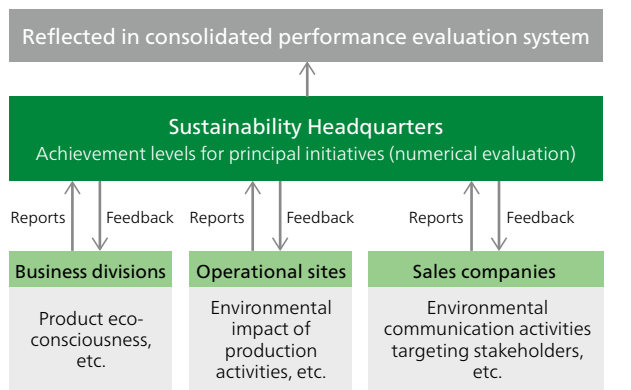 Reflected in consolidated performance evaluation system
Sustainability Headquarters
Achievement levels for principal initiatives (numerical evaluation)
Reports
Feedback
Reports
Feedback
Reports
Feedback
Business divisions
Product eco-
consciousness,
etc.
Operational sites
Environmental
impact of
production
activities, etc.
Sales companies
Environmental
communication activities
targeting stakeholders,
etc.